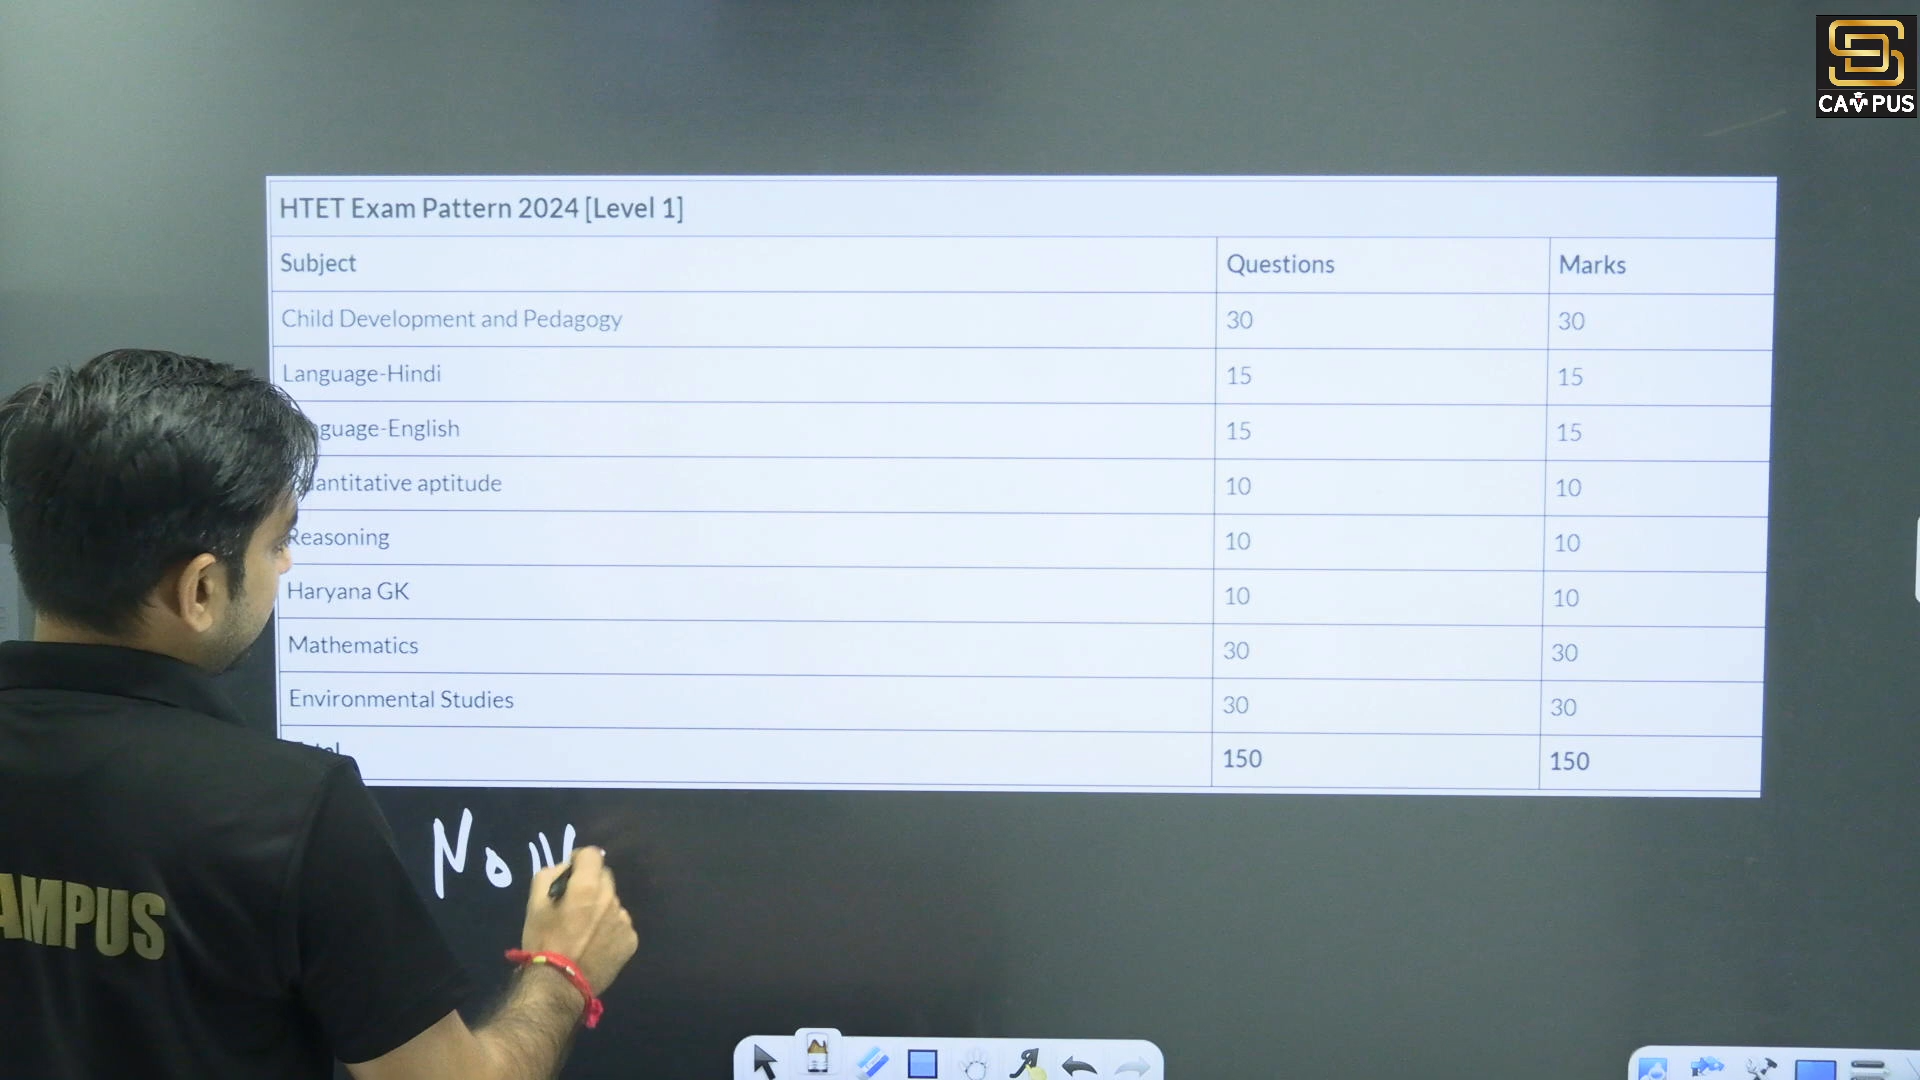 SD
CAMPUS
HTET Exam Pattern 2024 [Level 1]
Subject Questions Marks
Child Development and Pedagogy 30 30
Language-Hindi 15 15
guage-English 15 15
antitative aptitude 10 10
Reasoning 10 10
Haryana GK 10 10
Mathematics 30 30
Environmental Studies 30 30
150 150
AMPUS